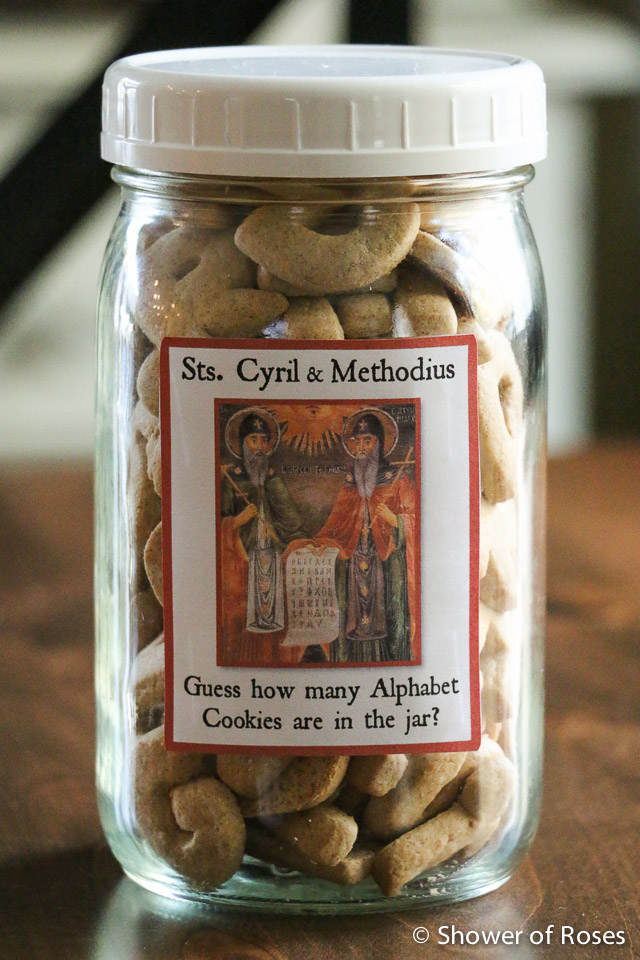 Sts. Cyril & Methodius
Guess how many Alphabet
Cookies are in the jar?
© Shower of Roses